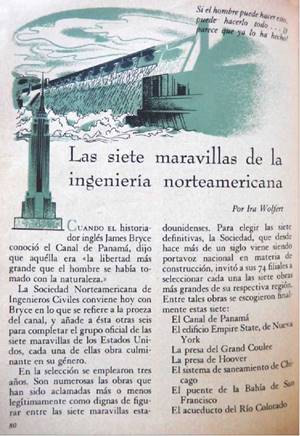 Si el hombre puede hacer esto,
puede hacerlo todo . . . Y
parece que ya lo ha hecho!
Las siete maravillas de la
ingeniería norteamericana
Por Ira Wolfert
CUANDO EL historia-
dor inglés James Bryce
conoció el Canal de Panamá, dijo
que aquélla era «la libertad más
grande que el hombre se había to-
mado con la naturaleza.»
La Sociedad Norteamericana de
Ingenieros Civiles conviene hoy con
Bryce en lo que se refiere a la proeza
del canal, y añade a ésta otras seis
para completar el grupo oficial de las
siete maravillas de los Estados Uni-
dos, cada una de ellas obra culmi-
nante en su género.
En la selección se emplearon tres
años. Son numerosas las obras que
han sido aclamadas más o menos
legítimamente como dignas de figu-
rar entre las siete maravillas esta-
80
dounidenses. Para elegir las siete
definitivas, la Sociedad, que desde
hace más de un siglo viene siendo
portavoz nacional en materia de
construcción, invitó a sus 74 filiales a
seleccionar cada una las siete obras
más grandes de su respectiva región.
Entre tales obras se escogieron final-
mente estas siete:
El Canal de Panamá
El edificio Empire State, de Nueva
York
La presa del Grand Coulee
La presa de Hoover
El sistema de saneamiento de Chi-
cago
El puente de la Bahía de San
Francisco
El acueducto del Río Colorado